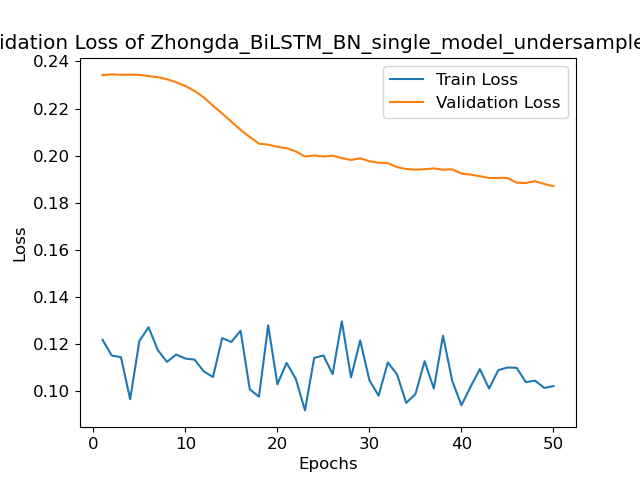 idation Loss of Zhongda_BiLSTM_BN_single_model_undersample
0.24
0.22
0.20
0.18
0.16
0.14
0.12
0.10
Loss
Train Loss
Validation Loss
0 10 20 30 40 50
Epochs